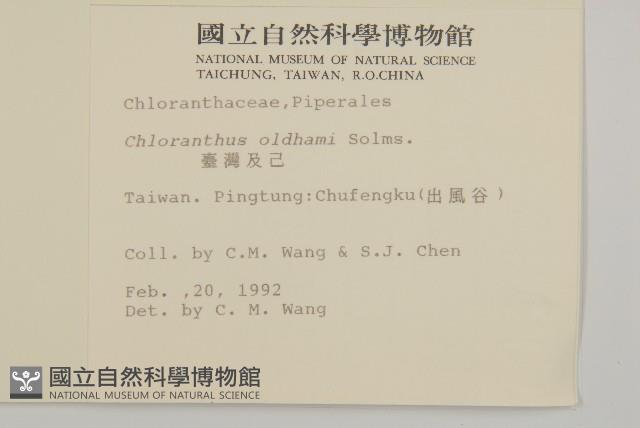 國立自然科學博物館
NATIONAL MUSEUM OF NATURAL SCIENCE
TAICHUNG, TAIWAN, R.O.CHINA
Chloranthaceae,Piperales
Chloranthus oldhami Solms.
臺灣及己
Taiwan. Pingtung:Chufengku(出風谷)
Coll. by C.M. Wang & S.J. Chen
Feb. ,20, 1992
Det. by C. M. Wang
國立自然科學博物館
NATIONAL MUSEUM OF NATURAL SCIENCE